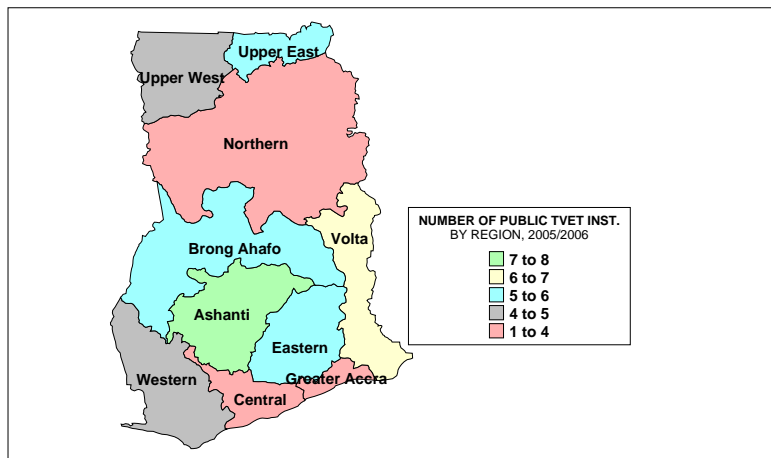 Upper East
Upper West
Northern
Volta
Brong Ahafo
Ashanti
Eastern
Western
Greater Accra
Central
NUMBER OF PUBLIC TVET INST.
BY REGION, 2005/2006
7 to 8
6 to 7
5 to 6
4 to 5
1 to 4